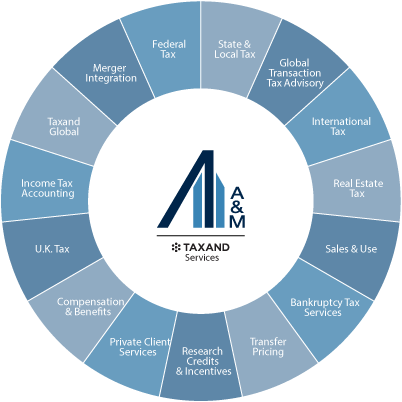 Federal
Tax
State &
Local Tax
Global
Transaction
Tax Advisory
International
Tax
Real Estate
Tax
Sales & Use
Bankruptcy Tax
Services
Transfer
Pricing
Research
Credits
& Incentives
Private Client
Services
Compensation
& Benefits
U.K. Tax
Income Tax
Accounting
Taxand
Global
Merger
Integration
A
&
M
TAXAND
Services